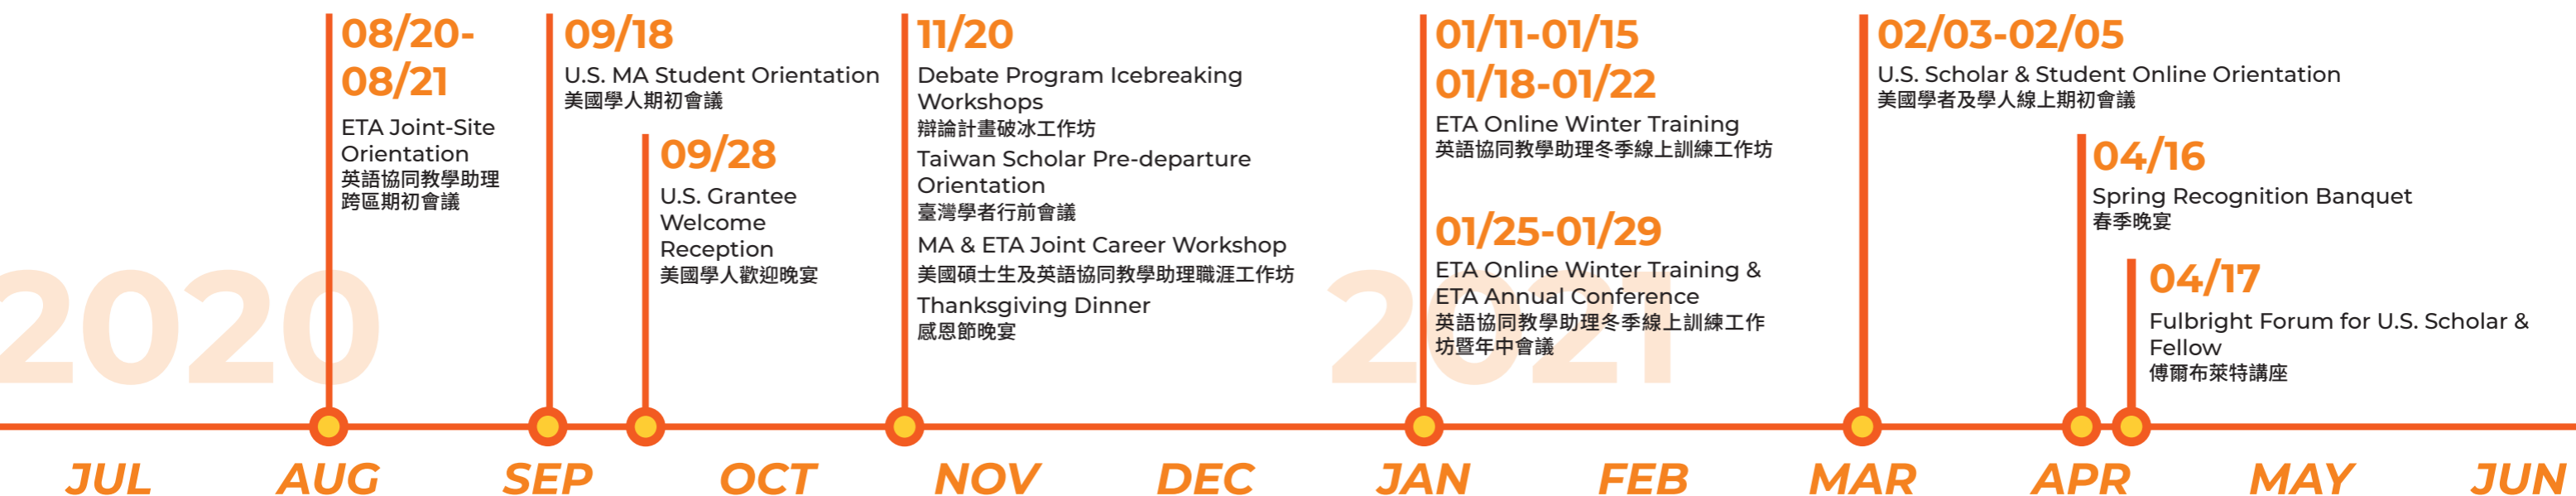 08/20-
08/21
ETA Joint-Site
Orientation
英語協同教學助理
跨區期初會議
09/18
U.S. MA Student Orientation
美國學人期初會議
09/28
U.S. Grantee
Welcome
Reception
美國學人歡迎晚宴
11/20
Debate Program Icebreaking
Workshops
辯論計畫破冰工作坊
Taiwan Scholar Pre-departure
Orientation
臺灣學者行前會議
MA & ETA Joint Career Workshop
美國碩士生及英語協同教學助理職涯工作坊
Thanksgiving Dinner
感恩節晚宴
01/11-01/15
01/18-01/22
ETA Online Winter Training
英語協同教學助理冬季線上訓練工作坊
01/25-01/29
ETA Online Winter Training &
ETA Annual Conference
英語協同教學助理冬季線上訓練工作
坊暨年中會議
02/03-02/05
U.S. Scholar & Student Online Orientation
美國學者及學人線上期初會議
04/16
Spring Recognition Banquet
春季晚宴
04/17
Fulbright Forum for U.S. Scholar &
Fellow
傅爾布萊特講座
2020
2021
JUL
AUG
SEP
OCT
NOV
DEC
JAN
FEB
MAR
APR
MAY
JUN